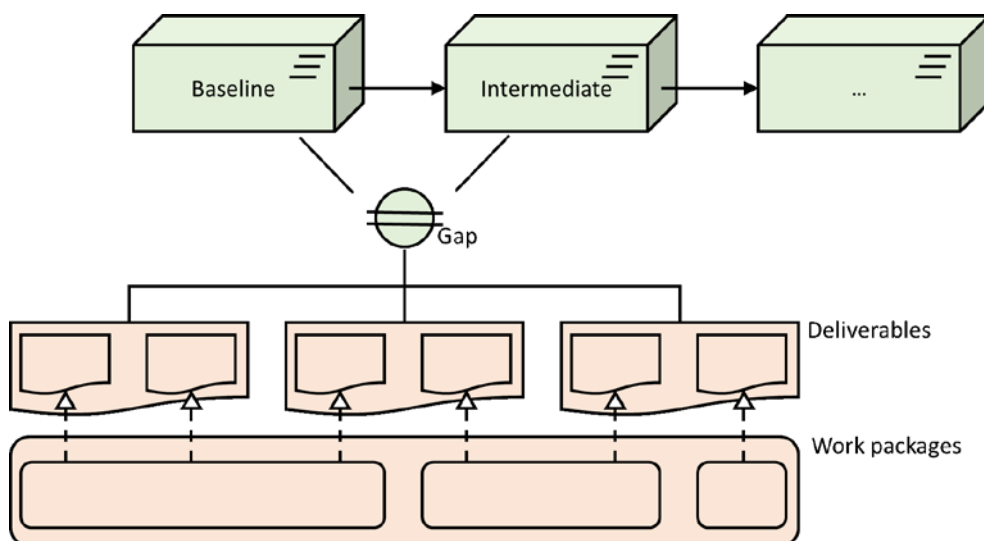 Baseline
Intermediate
...
Gap
Deliverables
Work packages